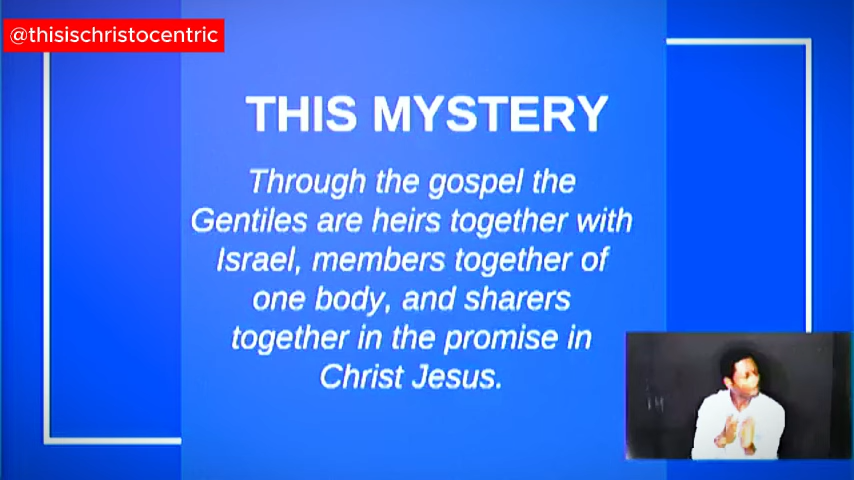 @thisischristocentric
THIS MYSTERY
Through the gospel the
Gentiles are heirs together with
Israel, members together of
one body, and sharers
together in the promise in
Christ Jesus.